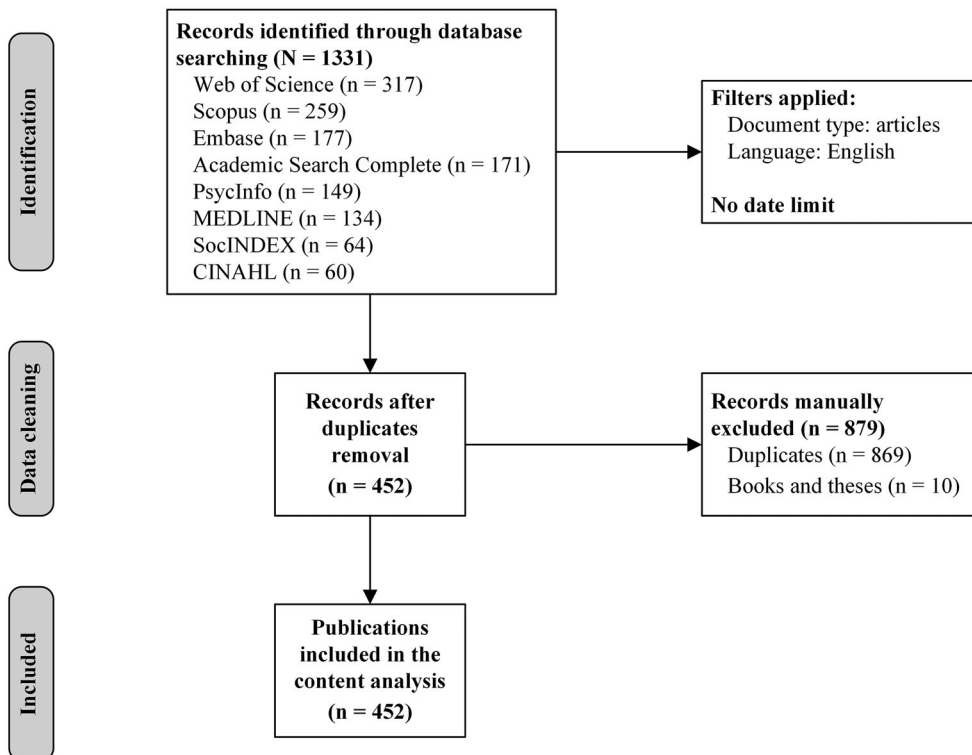 Identification
Records identified through database
searching (N = 1331)
Web of Science (n = 317)
Scopus (n = 259)
Embase (n = 177)
Academic Search Complete (n = 171)
PsycInfo (n = 149)
MEDLINE (n = 134)
SocINDEX (n = 64)
CINAHL (n = 60)
Filters applied:
Document type: articles
Language: English
No date limit
Data cleaning
Records after
duplicates
removal
(n = 452)
Records manually
excluded (n = 879)
Duplicates (n = 869)
Books and theses (n = 10)
Included
Publications
included in the
content analysis
(n = 452)